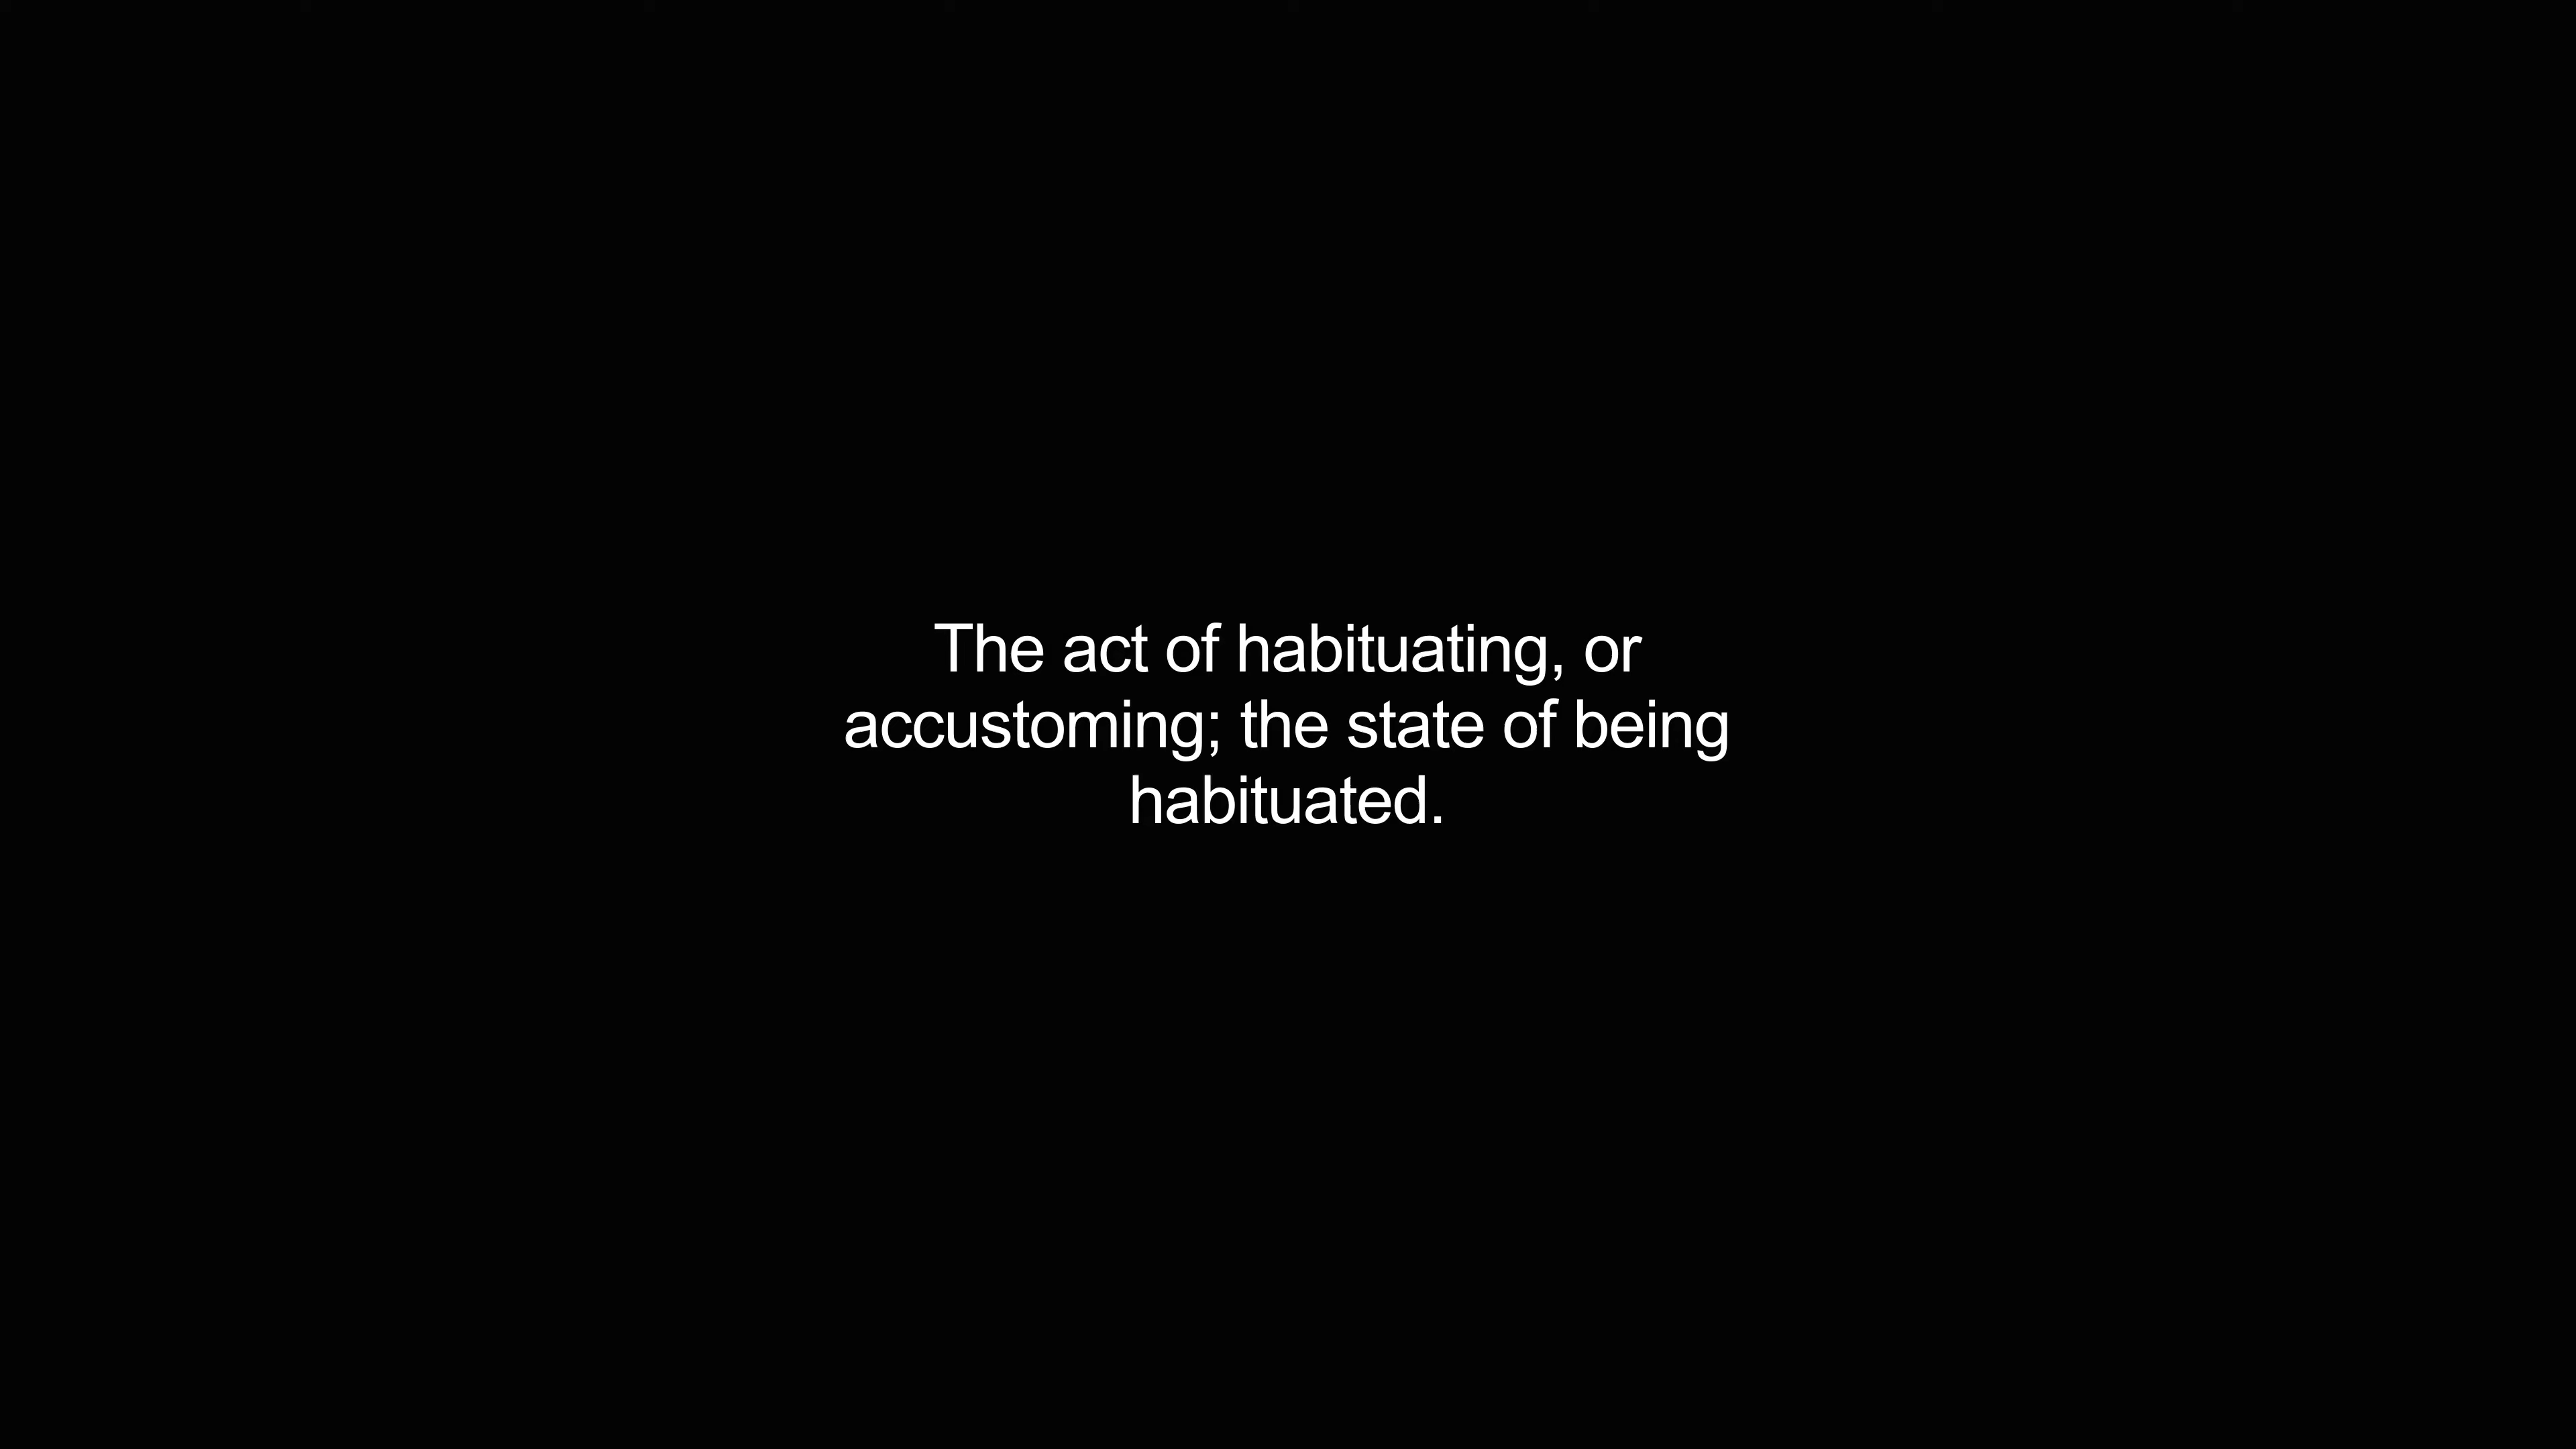 The act of habituating, or
accustoming; the state of being
habituated.